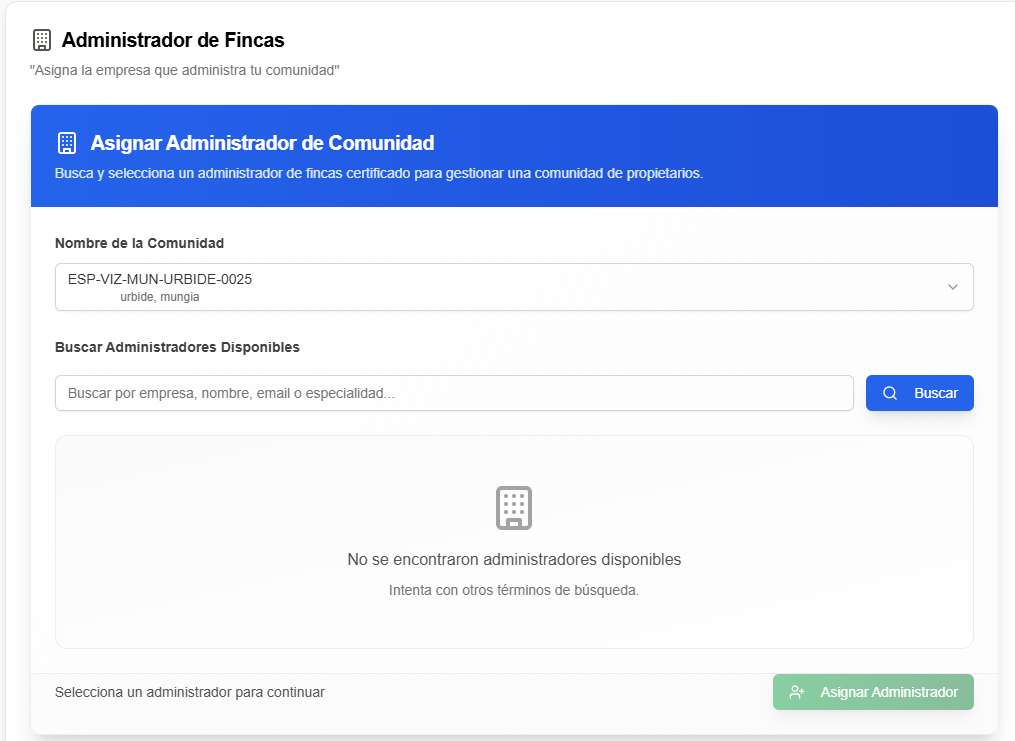 Administrador de Fincas
"Asigna la empresa que administra tu comunidad"
Asignar Administrador de Comunidad
Busca y selecciona un administrador de fincas certificado para gestionar una comunidad de propietarios.
Nombre de la Comunidad
ESP-VIZ-MUN-URBIDE-0025
urbide, mungia
Buscar Administradores Disponibles
Buscar por empresa, nombre, email o especialidad...
Buscar
No se encontraron administradores disponibles
Intenta con otros términos de búsqueda.
Selecciona un administrador para continuar
Asignar Administrador